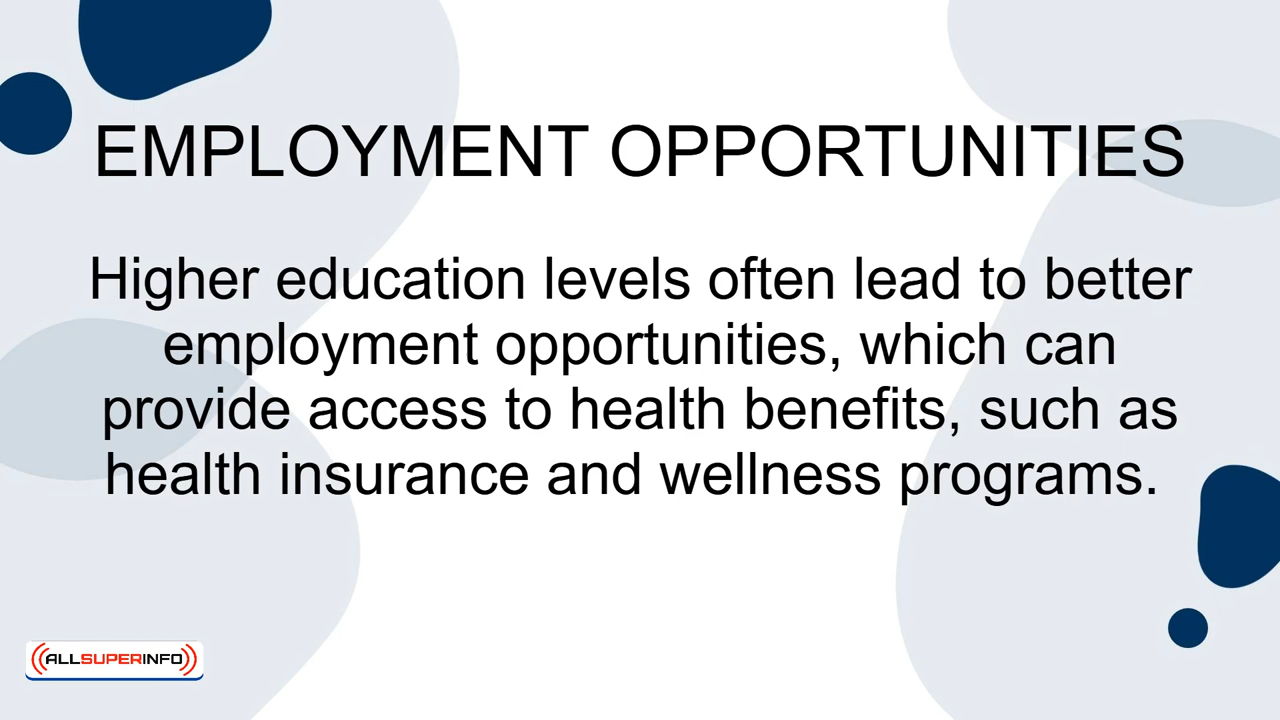 EMPLOYMENT OPPORTUNITIES
Higher education levels often lead to better
employment opportunities, which can
provide access to health benefits, such as
health insurance and wellness programs.
ALLSUPERINFO